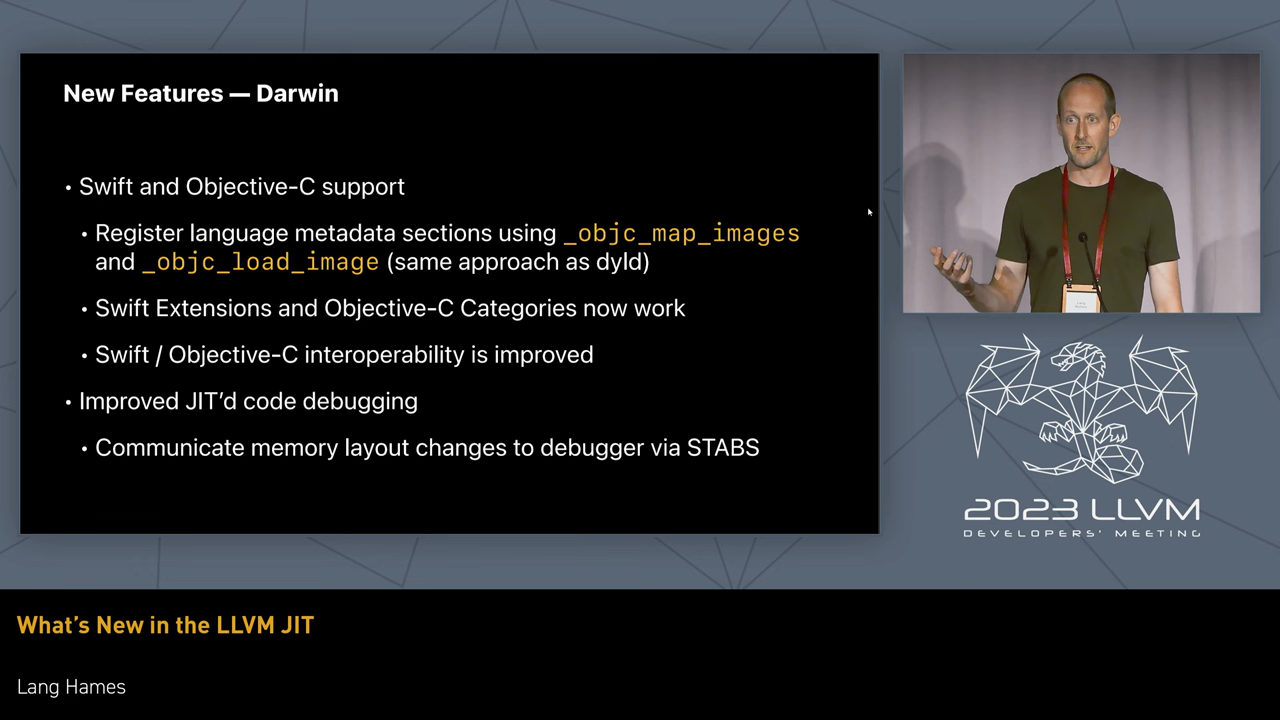 New Features — Darwin
• Swift and Objective-C support
• Register language metadata sections using _objc_map_images
and _objc_load_image (same approach as dyld)
• Swift Extensions and Objective-C Categories now work
• Swift / Objective-C interoperability is improved
• Improved JIT’d code debugging
• Communicate memory layout changes to debugger via STABS
2023 LLVM
DEVELOPERS' MEETING
What’s New in the LLVM JIT
Lang Hames